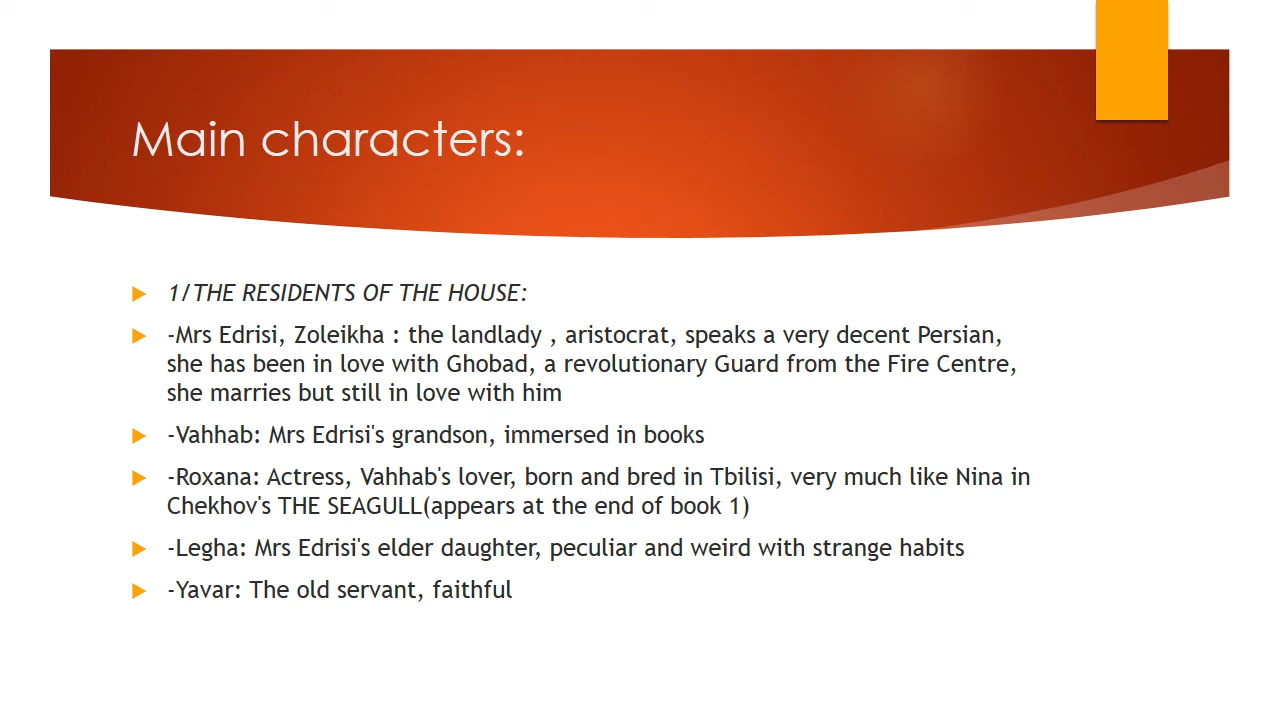 Main characters:
1/THE RESIDENTS OF THE HOUSE:
-Mrs Edrisi, Zoleikha : the landlady , aristocrat, speaks a very decent Persian,
she has been in love with Ghobad, a revolutionary Guard from the Fire Centre,
she marries but still in love with him
-Vahhab: Mrs Edrisi's grandson, immersed in books
-Roxana: Actress, Vahhab's lover, born and bred in Tbilisi, very much like Nina in
Chekhov's THE SEAGULL(appears at the end of book 1)
-Legha: Mrs Edrisi's elder daughter, peculiar and weird with strange habits
-Yavar: The old servant, faithful